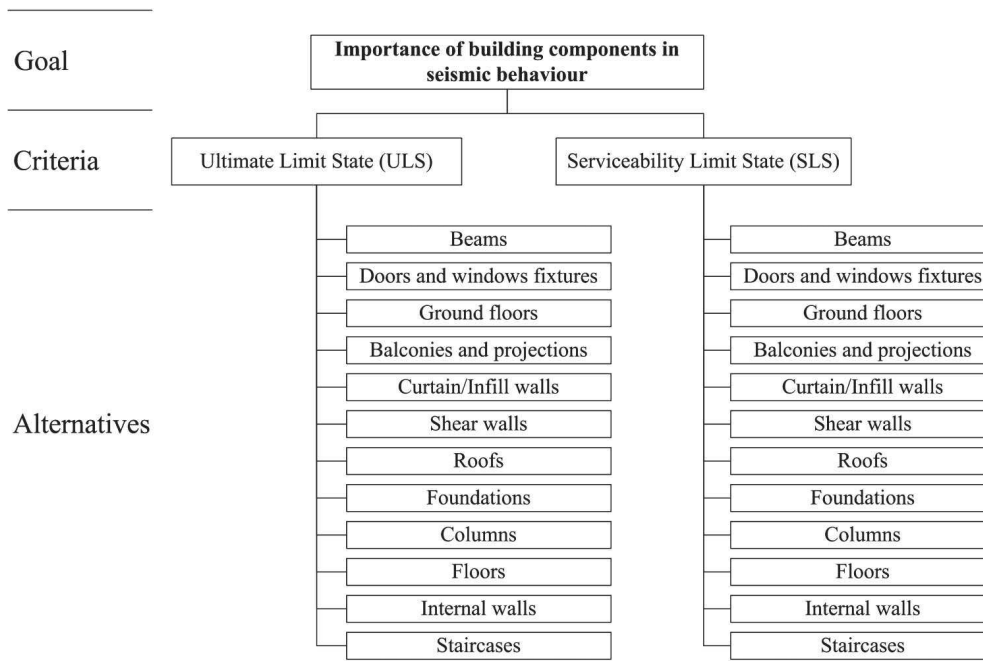 Goal
Importance of building components in
seismic behaviour
Criteria
Ultimate Limit State (ULS)
Serviceability Limit State (SLS)
Alternatives
Beams
Doors and windows fixtures
Ground floors
Balconies and projections
Curtain/Infill walls
Shear walls
Roofs
Foundations
Columns
Floors
Internal walls
Staircases
Beams
Doors and windows fixtures
Ground floors
Balconies and projections
Curtain/Infill walls
Shear walls
Roofs
Foundations
Columns
Floors
Internal walls
Staircases